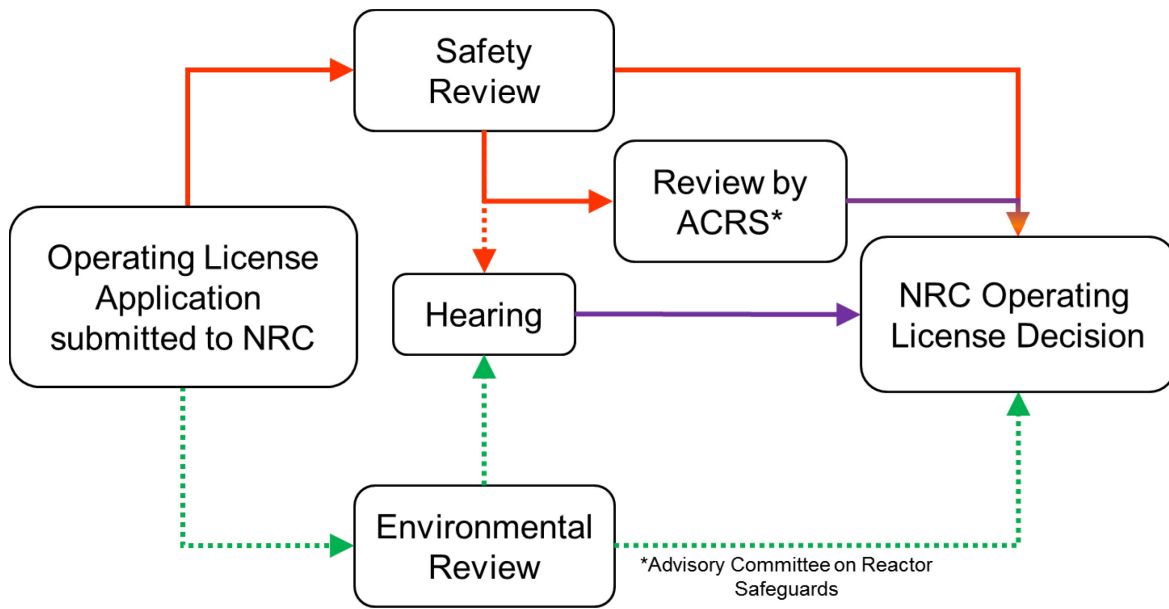 Safety
Review
Review by
ACRS*
Operating License
Application
submitted to NRC
Hearing
NRC Operating
License Decision
Environmental
Review
*Advisory Committee on Reactor
Safeguards